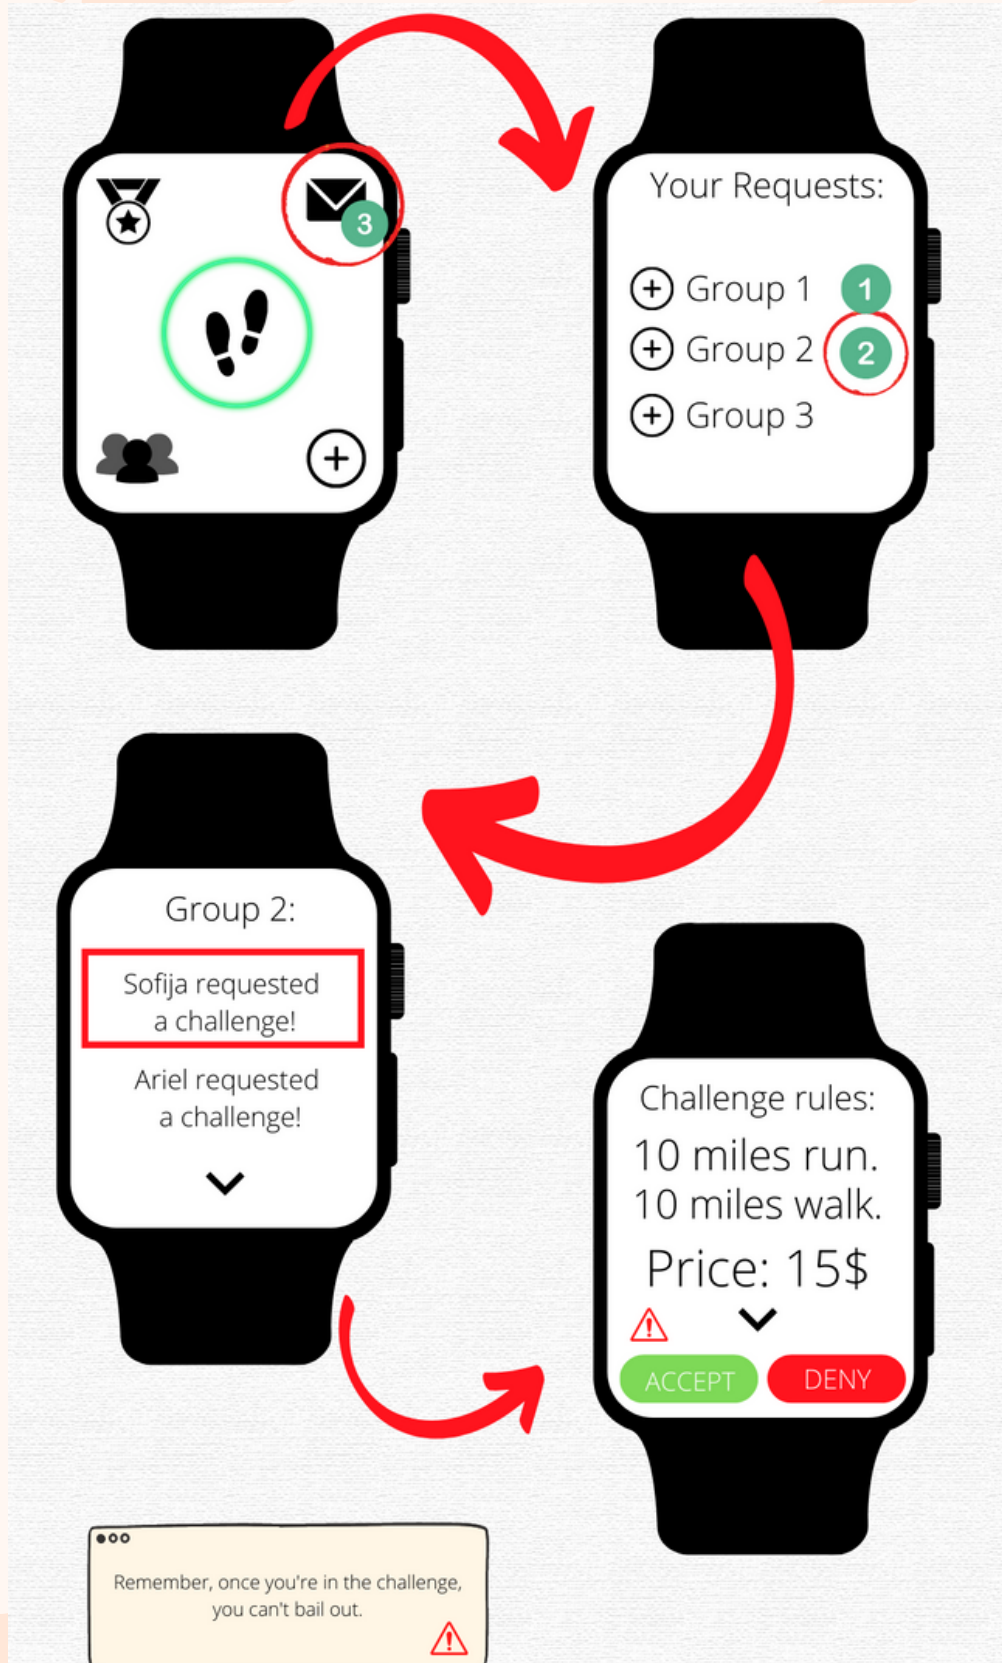 3
Your Requests:
Group 1 1
Group 2 2
Group 3
Group 2:
Sofija requested
a challenge!
Ariel requested
a challenge!
Challenge rules:
10 miles run.
10 miles walk.
Price: 15$
ACCEPT DENY
Remember, once you're in the challenge,
you can't bail out.